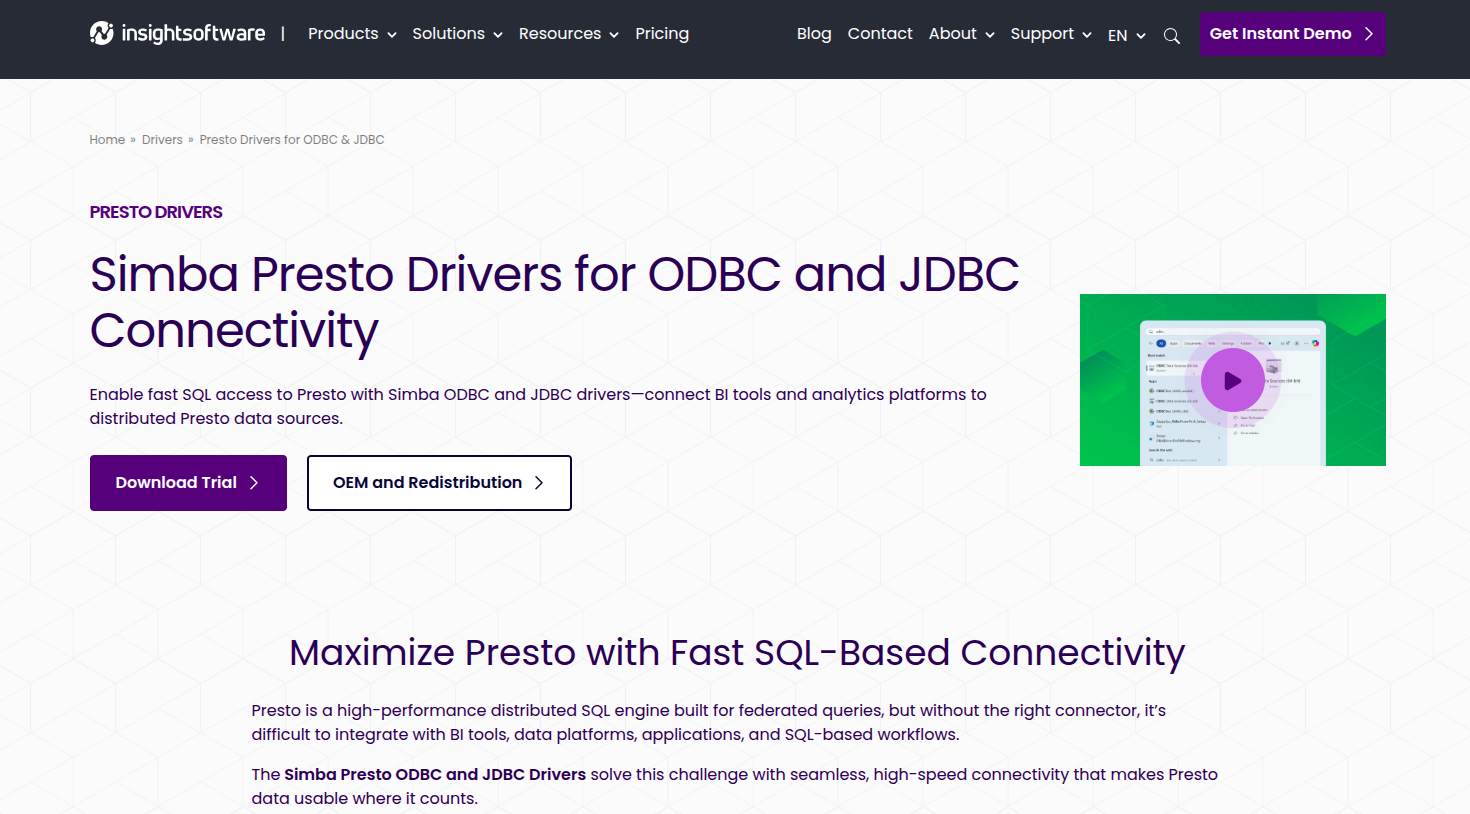 insightsoftware | Products Solutions Resources Pricing Blog Contact About Support EN Get Instant Demo
Home » Drivers » Presto Drivers for ODBC & JDBC
PRESTO DRIVERS
Simba Presto Drivers for ODBC and JDBC
Connectivity
Enable fast SQL access to Presto with Simba ODBC and JDBC drivers—connect BI tools and analytics platforms to
distributed Presto data sources.
Download Trial OEM and Redistribution
Maximize Presto with Fast SQL-Based Connectivity
Presto is a high-performance distributed SQL engine built for federated queries, but without the right connector, it’s
difficult to integrate with BI tools, data platforms, applications, and SQL-based workflows.
The Simba Presto ODBC and JDBC Drivers solve this challenge with seamless, high-speed connectivity that makes Presto
data usable where it counts.